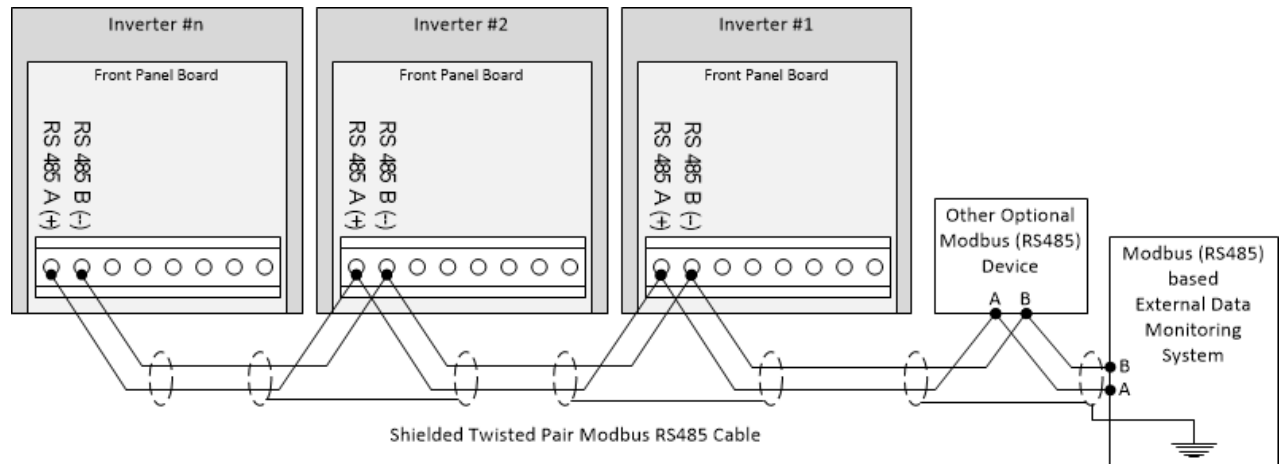 Inverter #n
Front Panel Board
RS 485 A (+)
RS 485 B (-)
Inverter #2
Front Panel Board
RS 485 A (+)
RS 485 B (-)
Inverter #1
Front Panel Board
RS 485 A (+)
RS 485 B (-)
Other Optional
Modbus (RS485)
Device
A B
Modbus (RS485)
based
External Data
Monitoring
System
B
A
Shielded Twisted Pair Modbus RS485 Cable